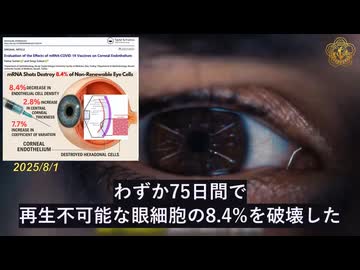 Taylor & Francis
Evaluation of the Effects of mRNA-COVID 19 Vaccines on Corneal Endothelium
mRNA Shots Destroy 8.4% of Non-Renewable Eye Cells
8.4% DECREASE IN
ENDOTHELIAL CELL
DENSITY
2.8%
INCREASE
IN CENTRAL
CORNEAL
THICKNESS
7.7%
INCREASE IN
COEFFICIENT OF
VARIATION
CORNEAL
ENDOTHELIUM
DESTROYED HEXAGONAL CELLS
2025/8/1
わずか75日間で
再生不可能な眼細胞の8.4%を破壊した